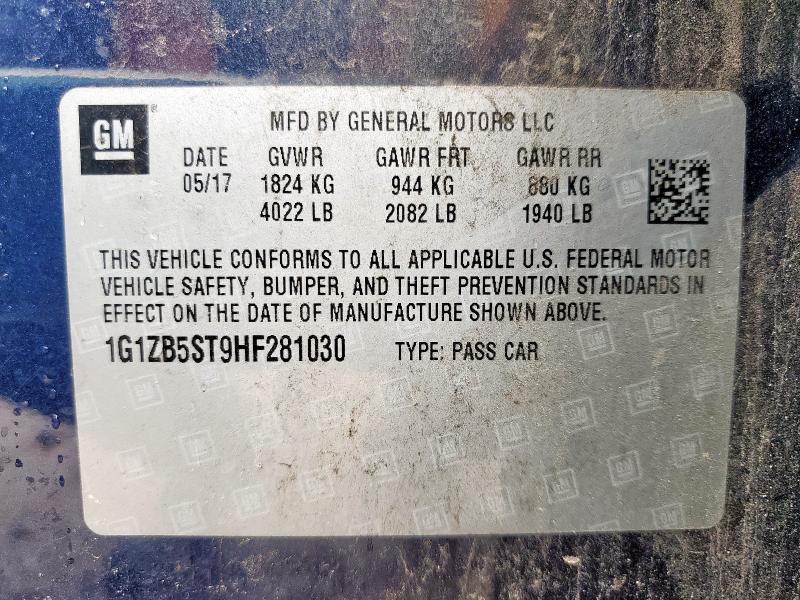 GM
MFD BY GENERAL MOTORS LLC
DATE GVWR GAWR FRT GAWR RR
05/17 1824 KG 944 KG 880 KG
4022 LB 2082 LB 1940 LB
THIS VEHICLE CONFORMS TO ALL APPLICABLE U.S. FEDERAL MOTOR
VEHICLE SAFETY, BUMPER, AND THEFT PREVENTION STANDARDS IN
EFFECT ON THE DATE OF MANUFACTURE SHOWN ABOVE.
1G1ZB5ST9HF281030 TYPE: PASS CAR